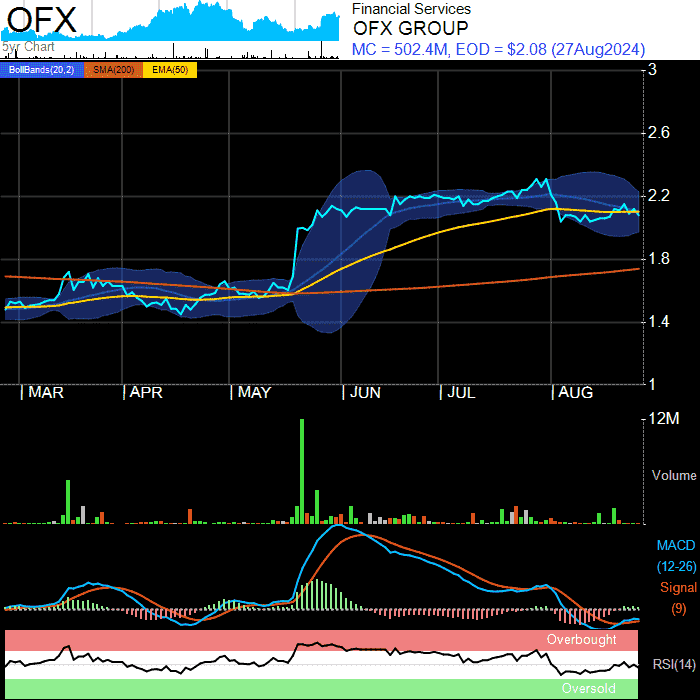 OFX
5yr Chart
Financial Services
OFX GROUP
MC = 502.4M, EOD = $2.08 (27Aug2024)
BollBands(20,2) SMA(200) EMA(50)
3
2.6
2.2
1.8
1.4
1
MAR APR MAY JUN JUL AUG
12M
Volume
MACD
(12-26)
Signal
(9)
Overbought
RSI(14)
Oversold